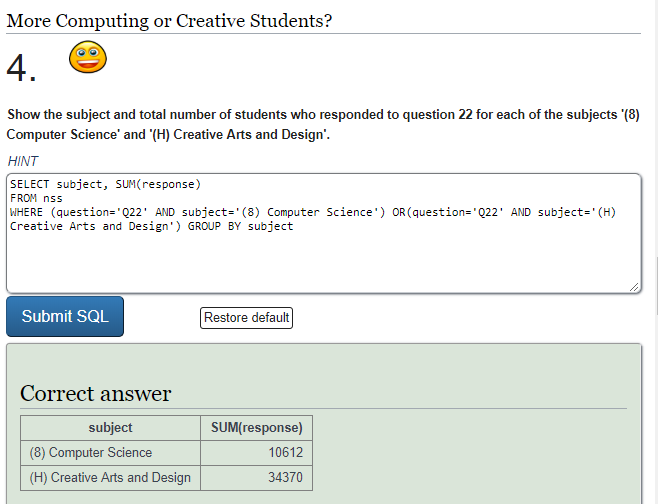 More Computing or Creative Students?
4.
Show the subject and total number of students who responded to question 22 for each of the subjects '(8)
Computer Science' and '(H) Creative Arts and Design'.
HINT
SELECT subject, SUM(response)
FROM nss
WHERE (question='Q22' AND subject='(8) Computer Science') OR(question='Q22' AND subject='(H)
Creative Arts and Design') GROUP BY subject
Submit SQL Restore default
Correct answer
subject SUM(response)
(8) Computer Science 10612
(H) Creative Arts and Design 34370